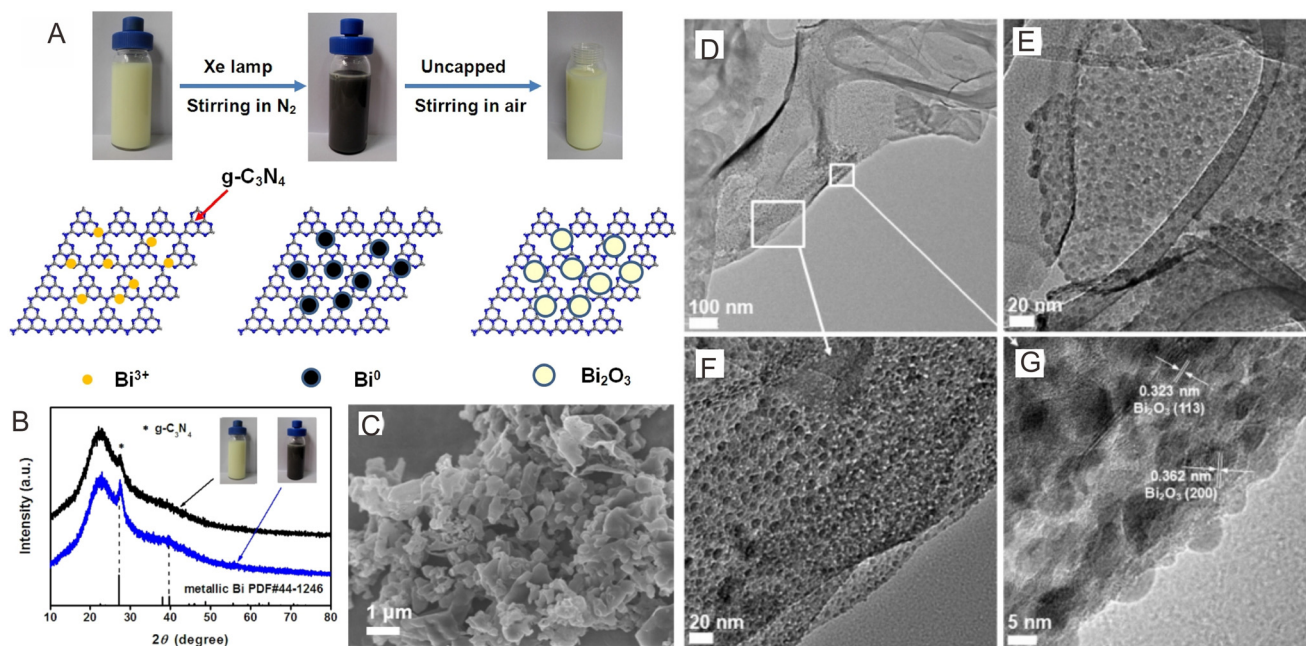 A
Xe lamp
Stirring in N₂
Uncapped
Stirring in air
g-C₃N₄
Bi³⁺
Bi⁰
Bi₂O₃
B
* g-C₃N₄
*
Intensity (a.u.)
metallic Bi PDF#44-1246
10 20 30 40 50 60 70 80
2θ (degree)
C
1 μm
D
100 nm
E
20 nm
F
20 nm
G
0.323 nm
Bi₂O₃ (113)
0.362 nm
Bi₂O₃ (200)
5 nm